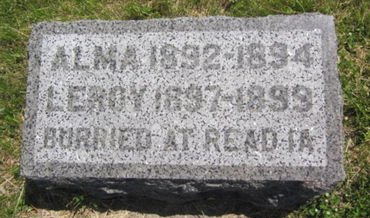 ALMA 1892-1894
LEROY 1897-1899
BURRIED AT READ IA